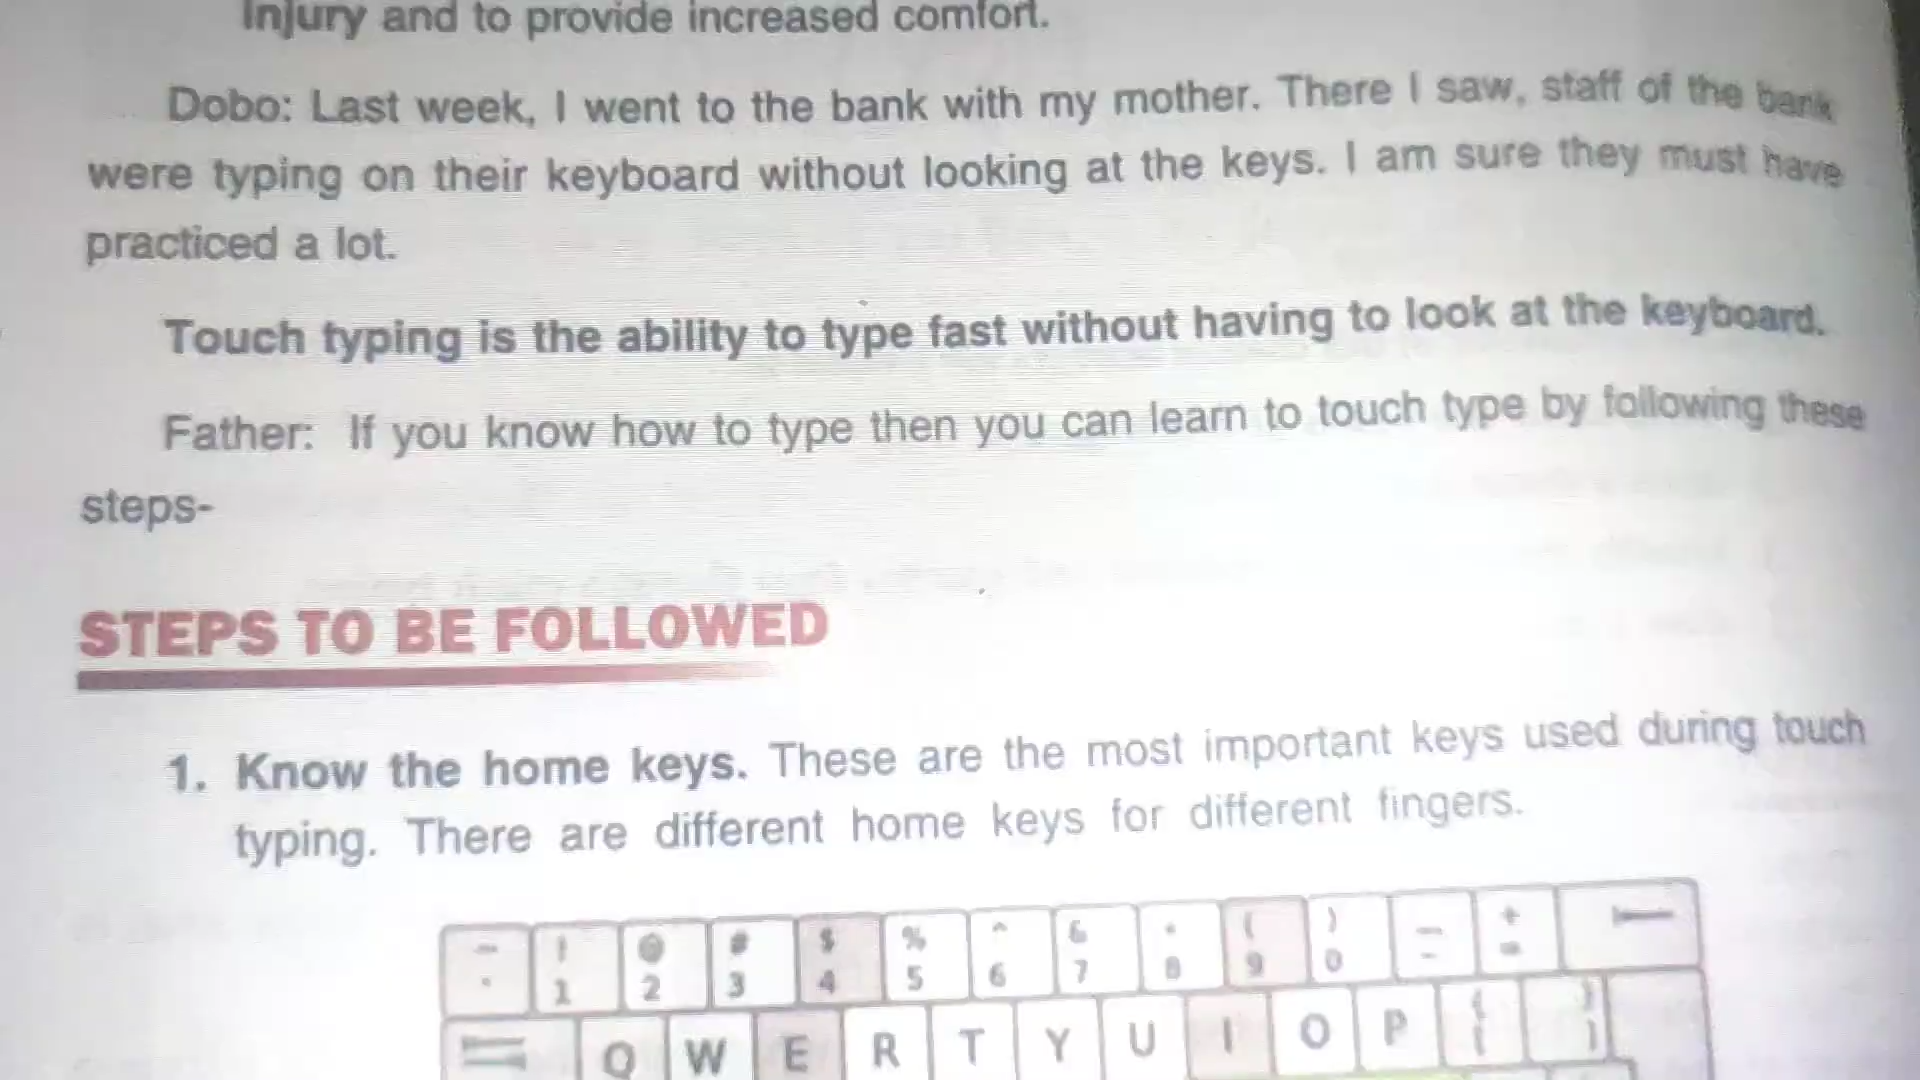 Injury and to provide increased comfort.
Dobo: Last week, I went to the bank with my mother. There I saw, staff of the bank
were typing on their keyboard without looking at the keys. I am sure they must have
practiced a lot.
Touch typing is the ability to type fast without having to look at the keyboard.
Father: If you know how to type then you can learn to touch type by following these
steps-
STEPS TO BE FOLLOWED
1. Know the home keys. These are the most important keys used during touch
typing. There are different home keys for different fingers.
! @ # $ % ^ & * ( ) +
1 2 3 4 5 6 7 8 9 0 =
Q W E R T Y U I O P